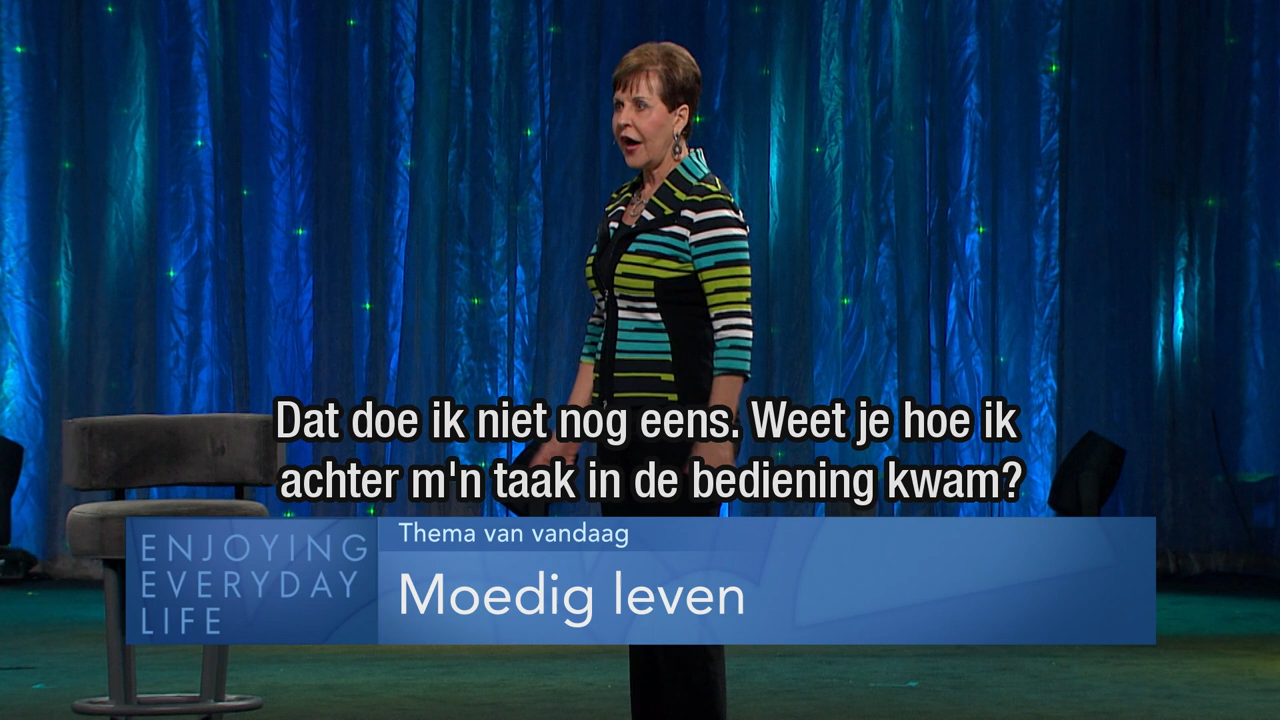 Dat doe ik niet nog eens. Weet je hoe ik
achter m'n taak in de bediening kwam?
Thema van vandaag
Moedig leven
ENJOYING
EVERYDAY
LIFE